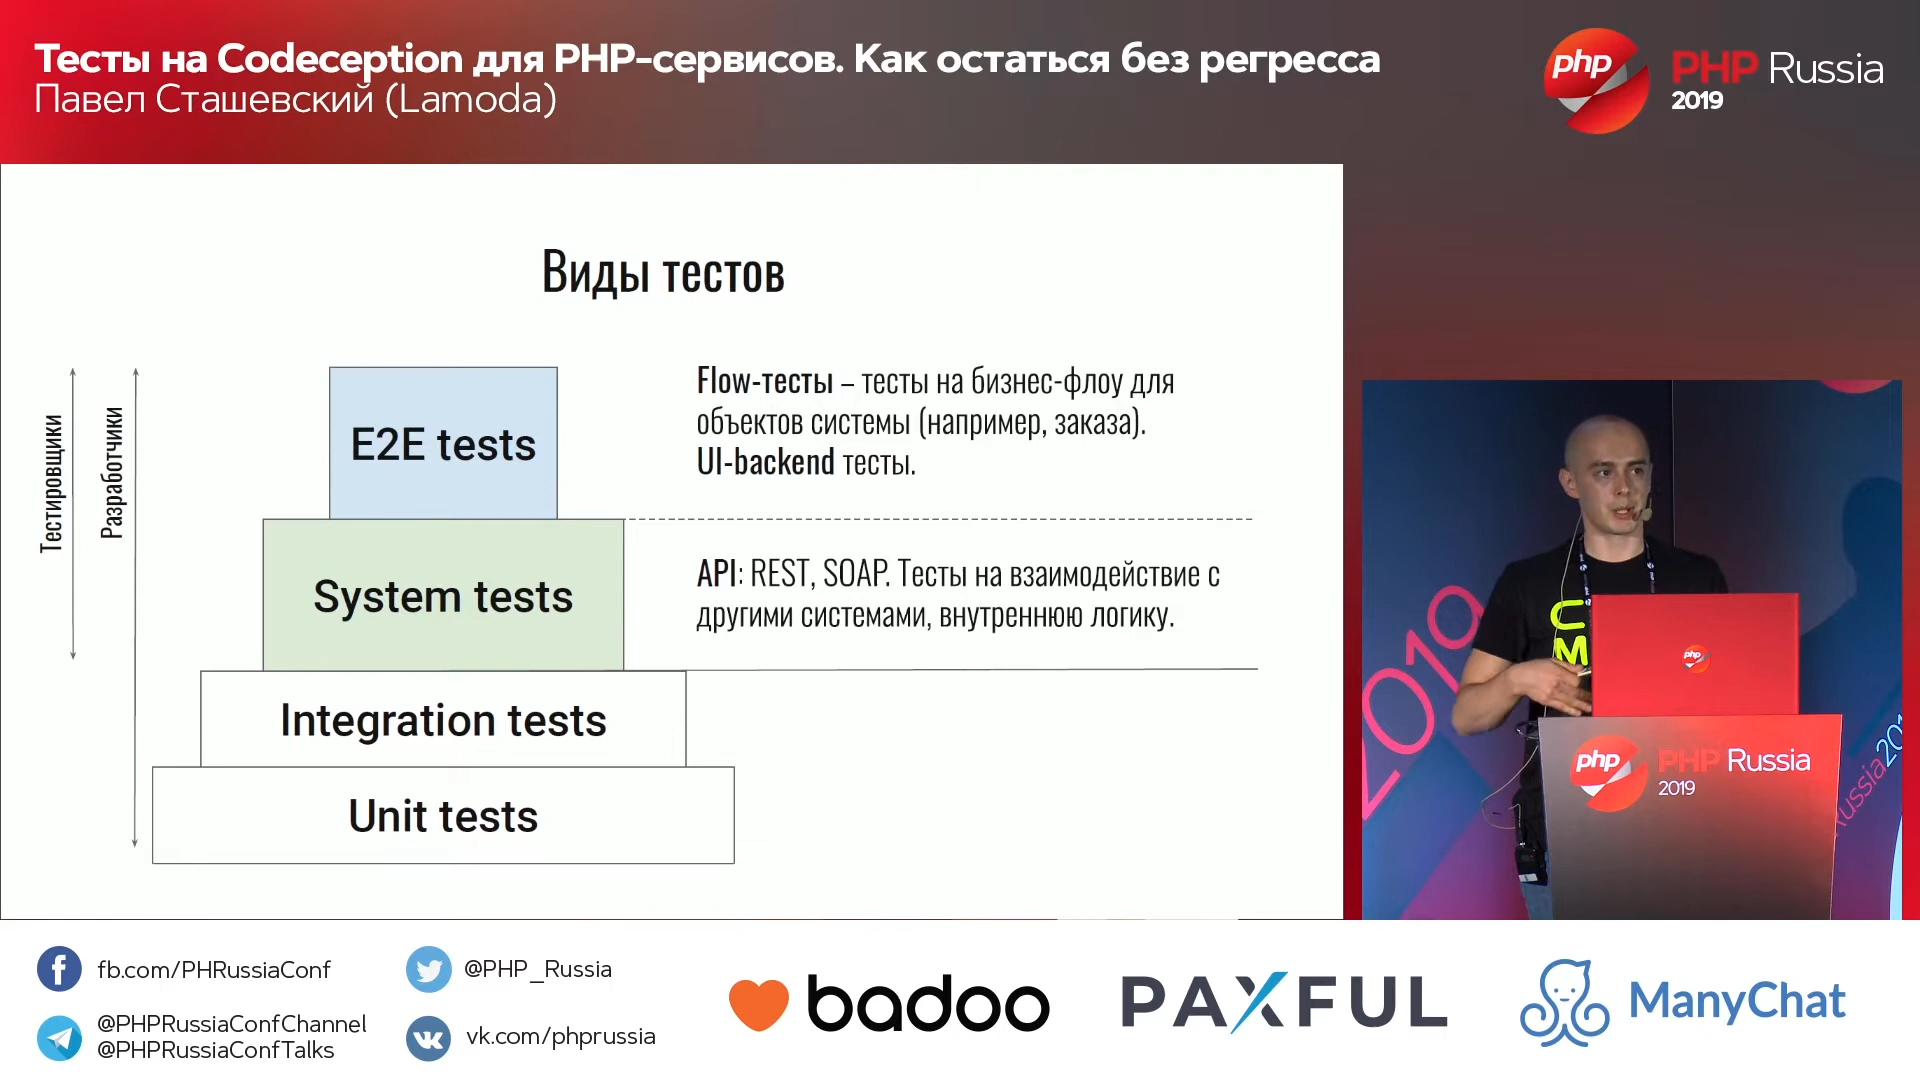 Тесты на Codeception для PHP-сервисов. Как остаться без регресса
Павел Сташевский (Lamoda)
php
PHP Russia
2019
Виды тестов
Тестировщики
Разработчики
E2E tests
Flow-тесты – тесты на бизнес-флоу для
объектов системы (например, заказа).
UI-backend тесты.
System tests
API: REST, SOAP. Тесты на взаимодействие с
другими системами, внутреннюю логику.
Integration tests
Unit tests
2019
php
php
PHP Russia
2019
Russia
fb.com/PHRussiaConf
@PHPRussiaConfChannel
@PHPRussiaConfTalks
@PHP_Russia
vk.com/phprussia
badoo
PAXFUL
ManyChat